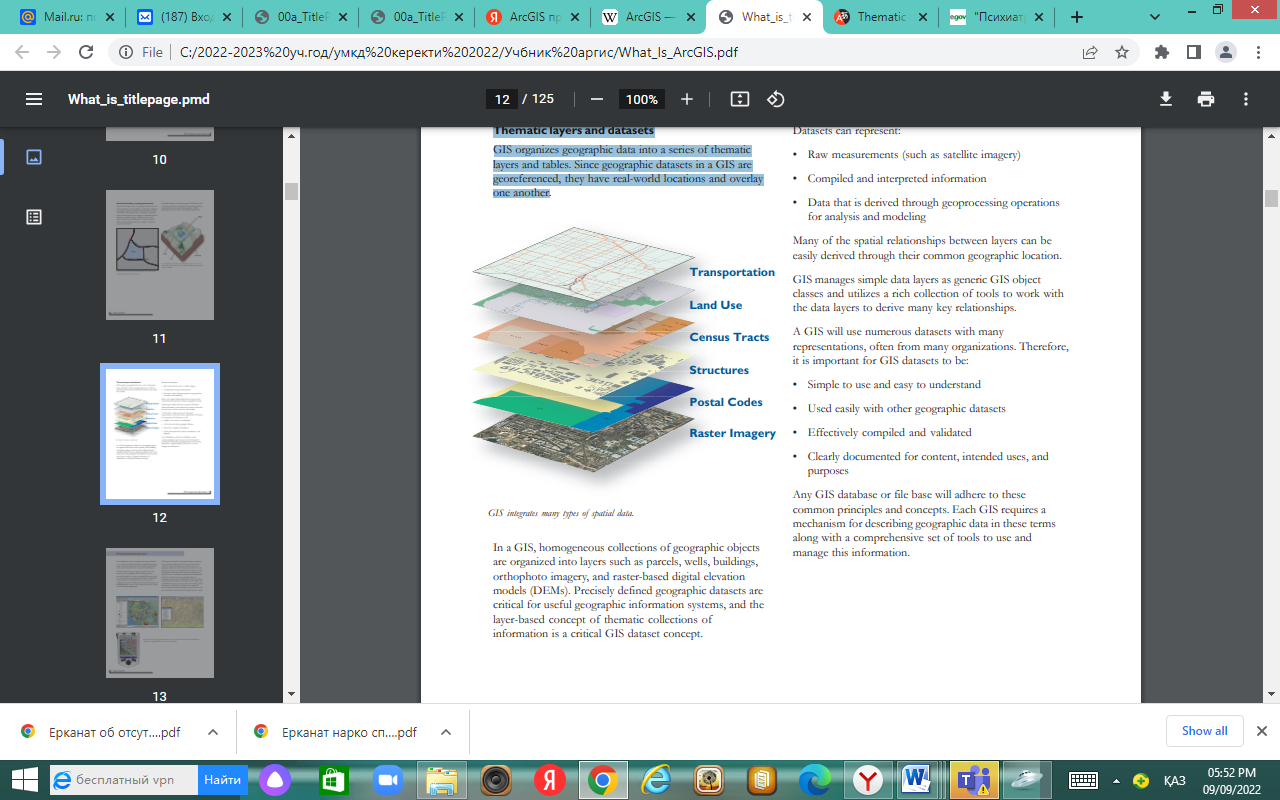 Mail.ru: по
(187) Вход
00a_TitleF
00a_TitleF
ArcGIS пр
ArcGIS —
What_is_ti
Thematic
"Психиат
File
C:/2022-2023%20уч.год/умкд%20керекти%202022/Учбник%20аргис/What_Is_ArcGIS.pdf
What_is_titlepage.pmd
12 / 125
100%
10
11
12
13
Thematic layers and datasets
GIS organizes geographic data into a series of thematic
layers and tables. Since geographic datasets in a GIS are
georeferenced, they have real-world locations and overlay
one another.
Transportation
Land Use
Census Tracts
Structures
Postal Codes
Raster Imagery
GIS integrates many types of spatial data.
In a GIS, homogeneous collections of geographic objects
are organized into layers such as parcels, wells, buildings,
orthophoto imagery, and raster-based digital elevation
models (DEMs). Precisely defined geographic datasets are
critical for useful geographic information systems, and the
layer-based concept of thematic collections of
information is a critical GIS dataset concept.
Datasets can represent:
• Raw measurements (such as satellite imagery)
• Compiled and interpreted information
• Data that is derived through geoprocessing operations
for analysis and modeling
Many of the spatial relationships between layers can be
easily derived through their common geographic location.
GIS manages simple data layers as generic GIS object
classes and utilizes a rich collection of tools to work with
the data layers to derive many key relationships.
A GIS will use numerous datasets with many
representations, often from many organizations. Therefore,
it is important for GIS datasets to be:
• Simple to use and easy to understand
• Used easily with other geographic datasets
• Effectively compiled and validated
• Clearly documented for content, intended uses, and
purposes
Any GIS database or file base will adhere to these
common principles and concepts. Each GIS requires a
mechanism for describing geographic data in these terms
along with a comprehensive set of tools to use and
manage this information.
Ерканат об отсут....pdf
Ерканат нарко сп....pdf
Show all
бесплатный vpn
Найти
ҚАЗ
05:52 PM
09/09/2022